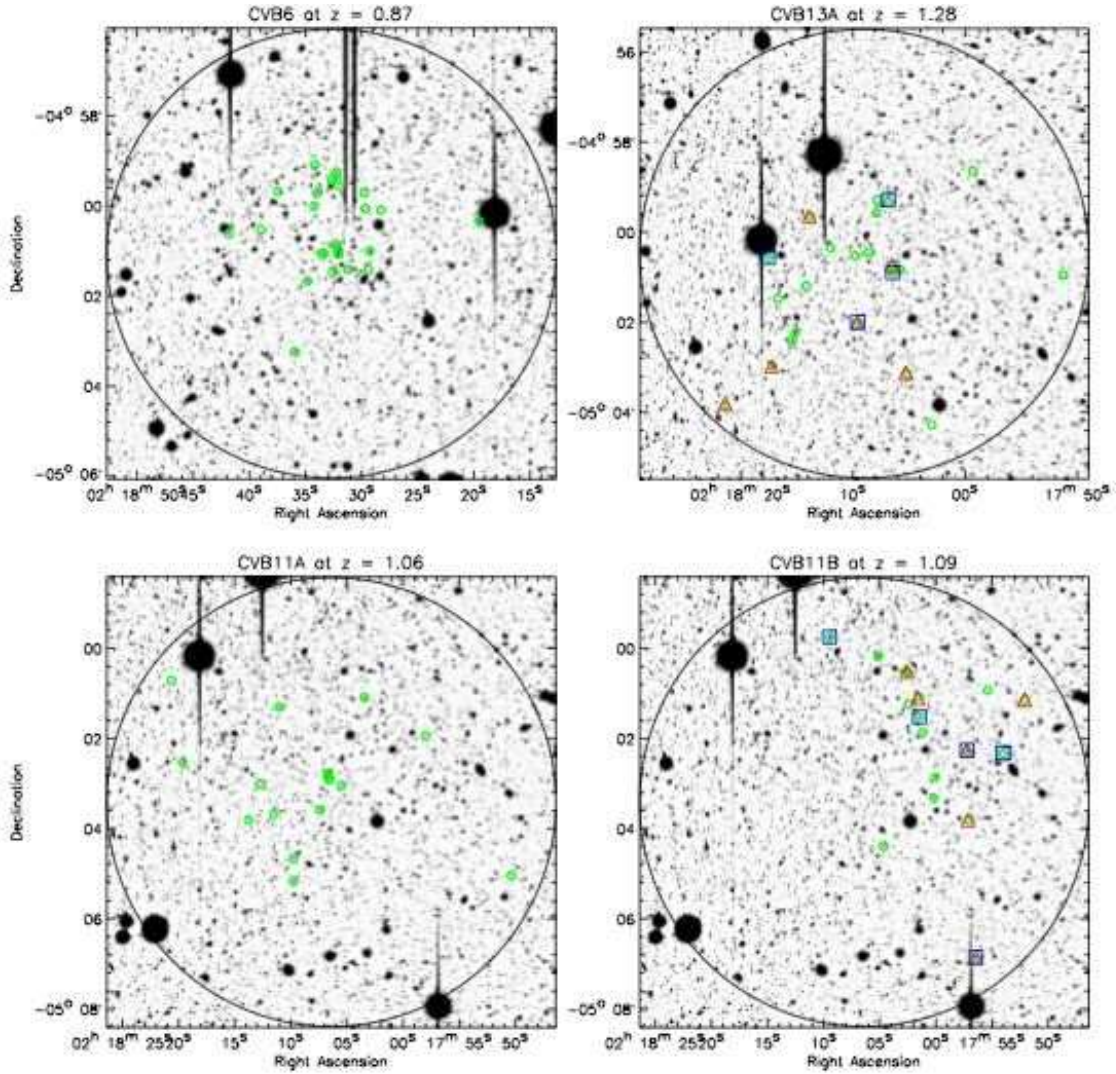 CVB6 at z = 0.87
Declination
-04° 58'
00
02
04
-05° 06'
02ʰ 18ᵐ 50ˢ 45ˢ 40ˢ 35ˢ 30ˢ 25ˢ 20ˢ 15ˢ
Right Ascension
CVB13A at z = 1.28
56
58
-04° 00
02
-05° 04'
02ʰ 18ᵐ 20ˢ 10ˢ 00ˢ 17ᵐ 50ˢ
Right Ascension
CVB11A at z = 1.06
Declination
00
02
04
06
-05° 08'
02ʰ 18ᵐ 25ˢ 20ˢ 15ˢ 10ˢ 05ˢ 00ˢ 17ᵐ 55ˢ 50ˢ
Right Ascension
CVB11B at z = 1.09
00
02
04
06
-05° 08'
02ʰ 18ᵐ 25ˢ 20ˢ 15ˢ 10ˢ 05ˢ 00ˢ 17ᵐ 55ˢ 50ˢ
Right Ascension